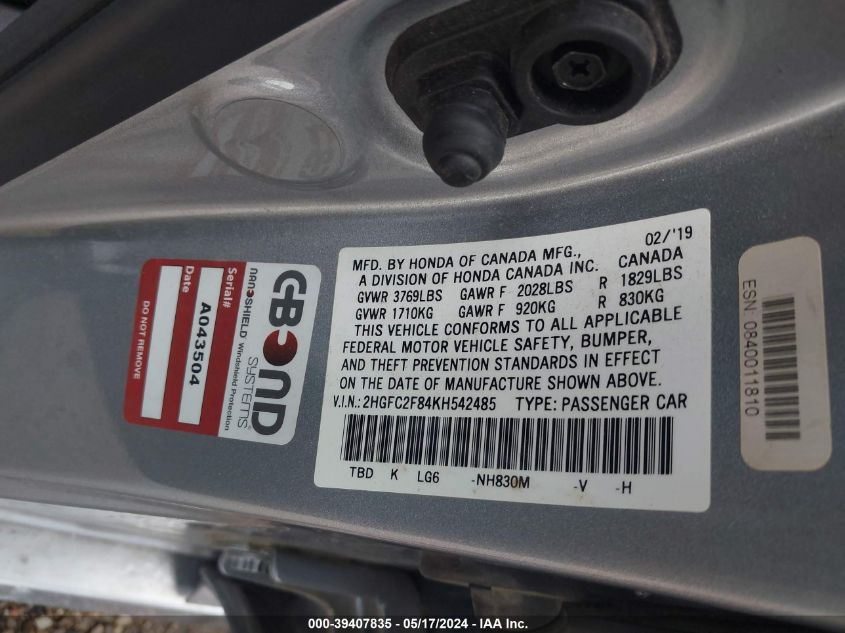 02/'19
MFD. BY HONDA OF CANADA MFG.,
A DIVISION OF HONDA CANADA INC. CANADA
GVWR 3769LBS GAWR F 2028LBS R 1829LBS
GVWR 1710KG GAWR F 920KG R 830KG
THIS VEHICLE CONFORMS TO ALL APPLICABLE
FEDERAL MOTOR VEHICLE SAFETY, BUMPER,
AND THEFT PREVENTION STANDARDS IN EFFECT
ON THE DATE OF MANUFACTURE SHOWN ABOVE.
V.I.N.: 2HGFC2F84KH542485 TYPE: PASSENGER CAR
TBD K LG6 -NH830M -V -H
GBOND
SYSTEMS
NANOSHIELD Windshield Protection
Serial#
A043504
DO NOT REMOVE
ESN: 0840011810
000-39407835 - 05/17/2024 - IAA Inc.